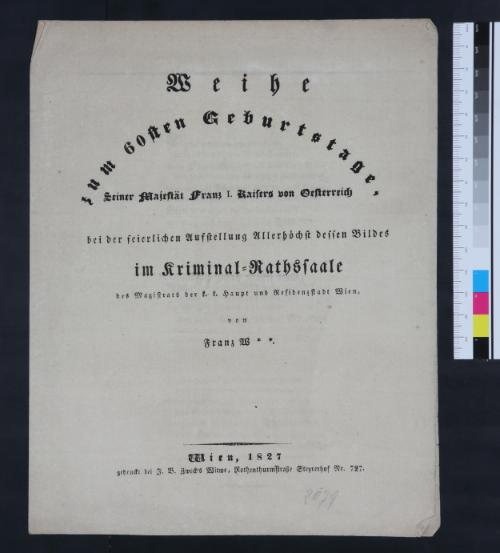 Weihe
zum 60sten Geburtstage,
Seiner Majestät Franz I. Kaisers von Oesterreich
bei der feierlichen Aufstellung Allerhöchst dessen Bildes
im Kriminal-Rathssaale
des Magistrats der k. k. Haupt und Residenzstadt Wien,
von
Franz W * *.
Wien, 1827
gedruckt bei J. B. Zwecks Witwe, Rothenthurmstraße Steyrerhof Nr. 727.